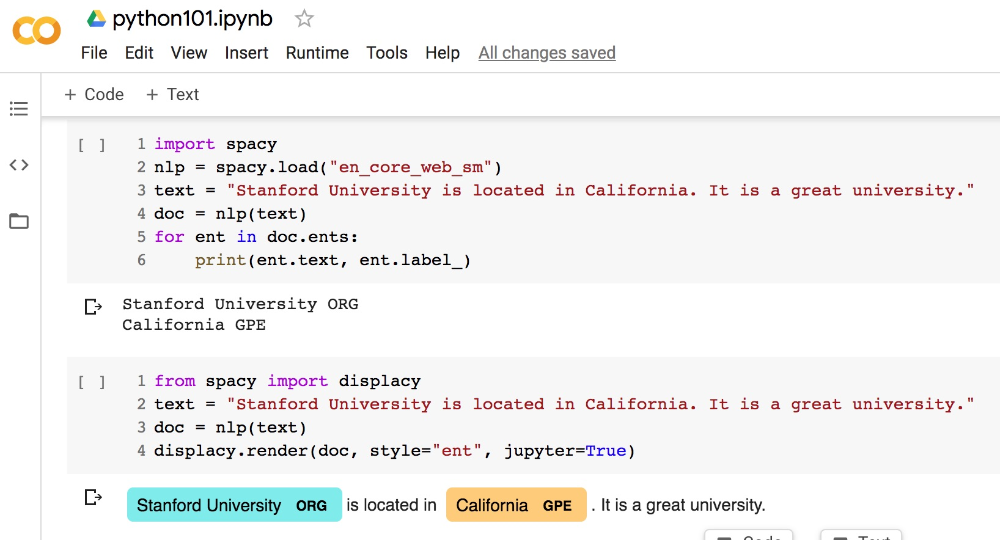 python101.ipynb
File Edit View Insert Runtime Tools Help All changes saved
+ Code + Text
[ ] 1 import spacy
2 nlp = spacy.load("en_core_web_sm")
3 text = "Stanford University is located in California. It is a great university."
4 doc = nlp(text)
5 for ent in doc.ents:
6     print(ent.text, ent.label_)
Stanford University ORG
California GPE
[ ] 1 from spacy import displacy
2 text = "Stanford University is located in California. It is a great university."
3 doc = nlp(text)
4 displacy.render(doc, style="ent", jupyter=True)
Stanford University ORG is located in California GPE . It is a great university.
Code Text